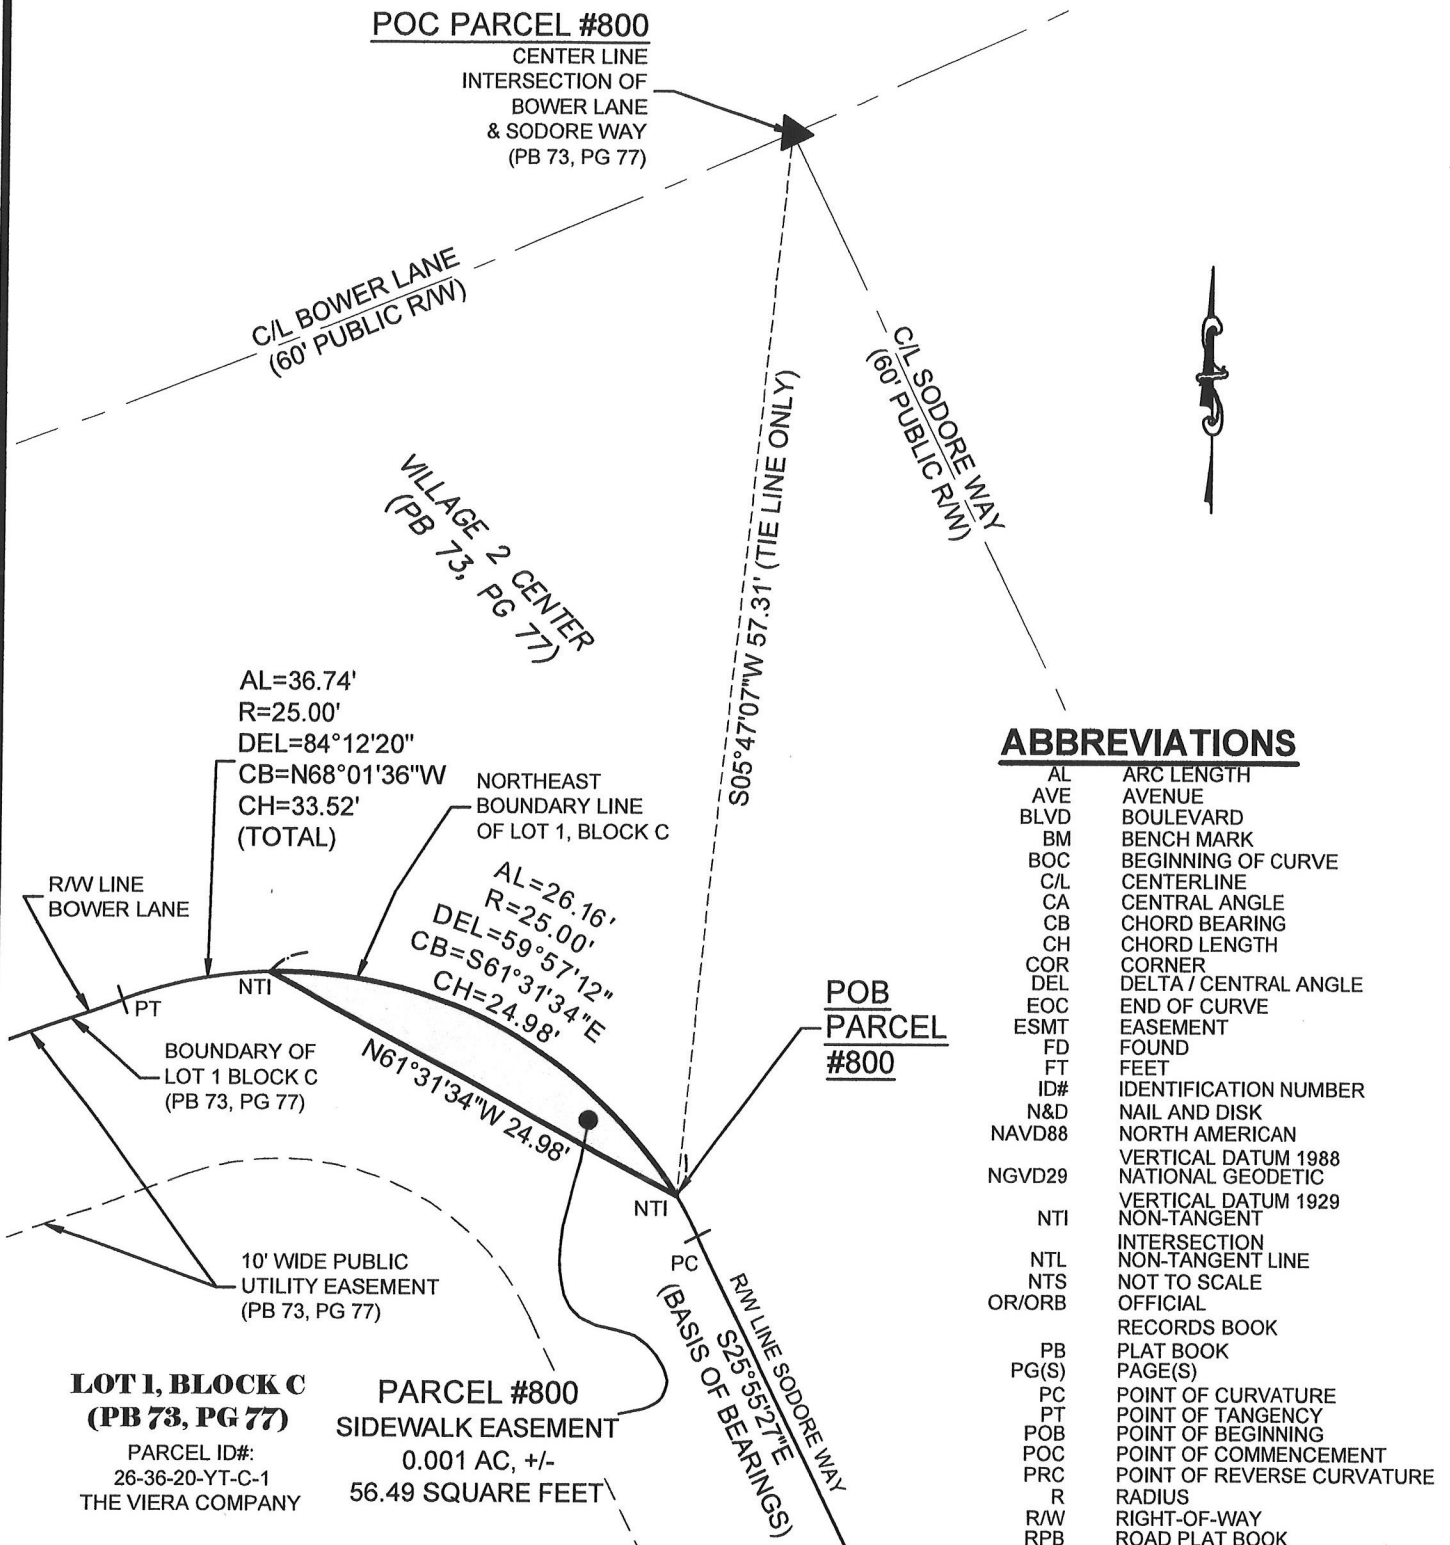 POC PARCEL #800
CENTER LINE
INTERSECTION OF
BOWER LANE
& SODORE WAY
(PB 73, PG 77)
C/L BOWER LANE
(60' PUBLIC R/W)
C/L SODORE WAY
(60' PUBLIC R/W)
S05°47'07"W 57.31' (TIE LINE ONLY)
VILLAGE 2 CENTER
(PB 73, PG 77)
AL=36.74'
R=25.00'
DEL=84°12'20"
CB=N68°01'36"W
CH=33.52'
(TOTAL)
NORTHEAST
BOUNDARY LINE
OF LOT 1, BLOCK C
R/W LINE
BOWER LANE
AL=26.16'
R=25.00'
DEL=59°57'12"
CB=S61°31'34"E
CH=24.98'
NTI
PT
POB
PARCEL
#800
BOUNDARY OF
LOT 1 BLOCK C
(PB 73, PG 77)
N61°31'34"W 24.98'
NTI
PC
10' WIDE PUBLIC
UTILITY EASEMENT
(PB 73, PG 77)
R/W LINE SODORE WAY
S25°55'27"E
(BASIS OF BEARINGS)
LOT 1, BLOCK C
(PB 73, PG 77)
PARCEL ID#:
26-36-20-YT-C-1
THE VIERA COMPANY
PARCEL #800
SIDEWALK EASEMENT
0.001 AC, +/-
56.49 SQUARE FEET
ABBREVIATIONS
AL ARC LENGTH
AVE AVENUE
BLVD BOULEVARD
BM BENCH MARK
BOC BEGINNING OF CURVE
C/L CENTERLINE
CA CENTRAL ANGLE
CB CHORD BEARING
CH CHORD LENGTH
COR CORNER
DEL DELTA / CENTRAL ANGLE
EOC END OF CURVE
ESMT EASEMENT
FD FOUND
FT FEET
ID# IDENTIFICATION NUMBER
N&D NAIL AND DISK
NAVD88 NORTH AMERICAN
VERTICAL DATUM 1988
NGVD29 NATIONAL GEODETIC
VERTICAL DATUM 1929
NTI NON-TANGENT
INTERSECTION
NTL NON-TANGENT LINE
NTS NOT TO SCALE
OR/ORB OFFICIAL
RECORDS BOOK
PB PLAT BOOK
PG(S) PAGE(S)
PC POINT OF CURVATURE
PT POINT OF TANGENCY
POB POINT OF BEGINNING
POC POINT OF COMMENCEMENT
PRC POINT OF REVERSE CURVATURE
R RADIUS
R/W RIGHT-OF-WAY
RPB ROAD PLAT BOOK